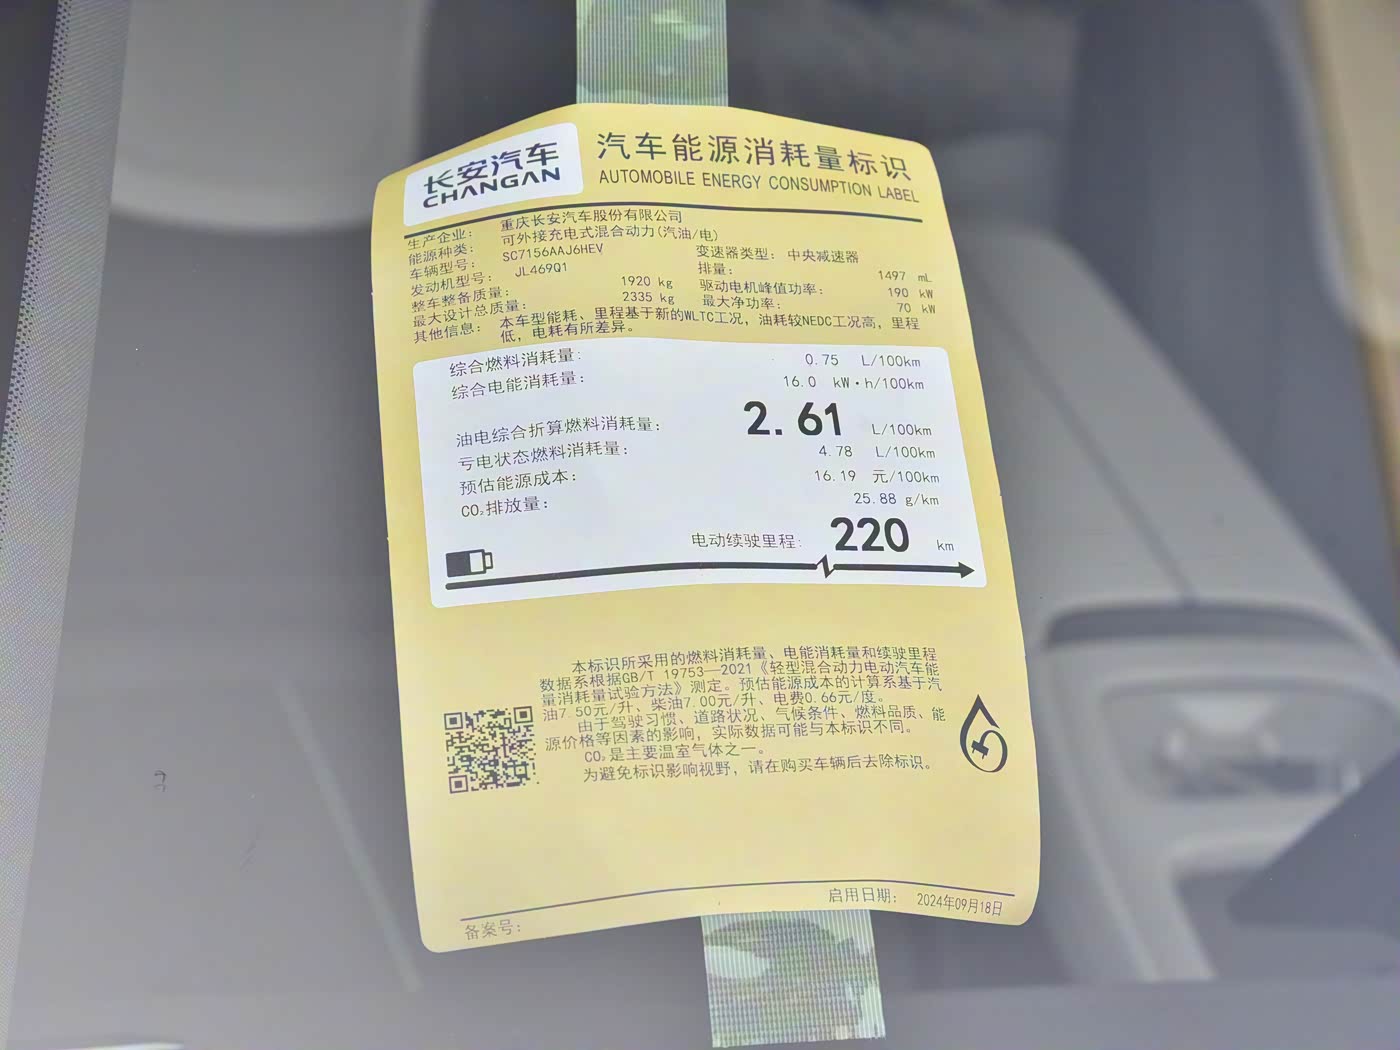 长安汽车
CHANGAN
汽车能源消耗量标识
AUTOMOBILE ENERGY CONSUMPTION LABEL
生产企业: 重庆长安汽车股份有限公司
能源种类: 可外接充电式混合动力(汽油/电)
车辆型号: SC7156AAJ6HEV 变速器类型: 中央减速器
发动机型号: JL469Q1 排量: 1497 mL
整车整备质量: 1920 kg 驱动电机峰值功率: 190 kW
最大设计总质量: 2335 kg 最大净功率: 70 kW
其他信息: 本车型能耗、里程基于新的WLTC工况, 油耗较NEDC工况高, 里程
低, 电耗有所差异。
综合燃料消耗量: 0.75 L/100km
综合电能消耗量: 16.0 kW·h/100km
油电综合折算燃料消耗量: 2.61 L/100km
亏电状态燃料消耗量: 4.78 L/100km
预估能源成本: 16.19 元/100km
CO₂排放量: 25.88 g/km
电动续驶里程: 220 km
本标识所采用的燃料消耗量、电能消耗量和续驶里程
数据系根据GB/T 19753—2021《轻型混合动力电动汽车能
量消耗量试验方法》测定。预估能源成本的计算系基于汽
油7.50元/升、柴油7.00元/升、电费0.66元/度。
由于驾驶习惯、道路状况、气候条件、燃料品质、能
源价格等因素的影响, 实际数据可能与本标识不同。
CO₂是主要温室气体之一。
为避免标识影响视野, 请在购买车辆后去除标识。
启用日期: 2024年09月18日
备案号: